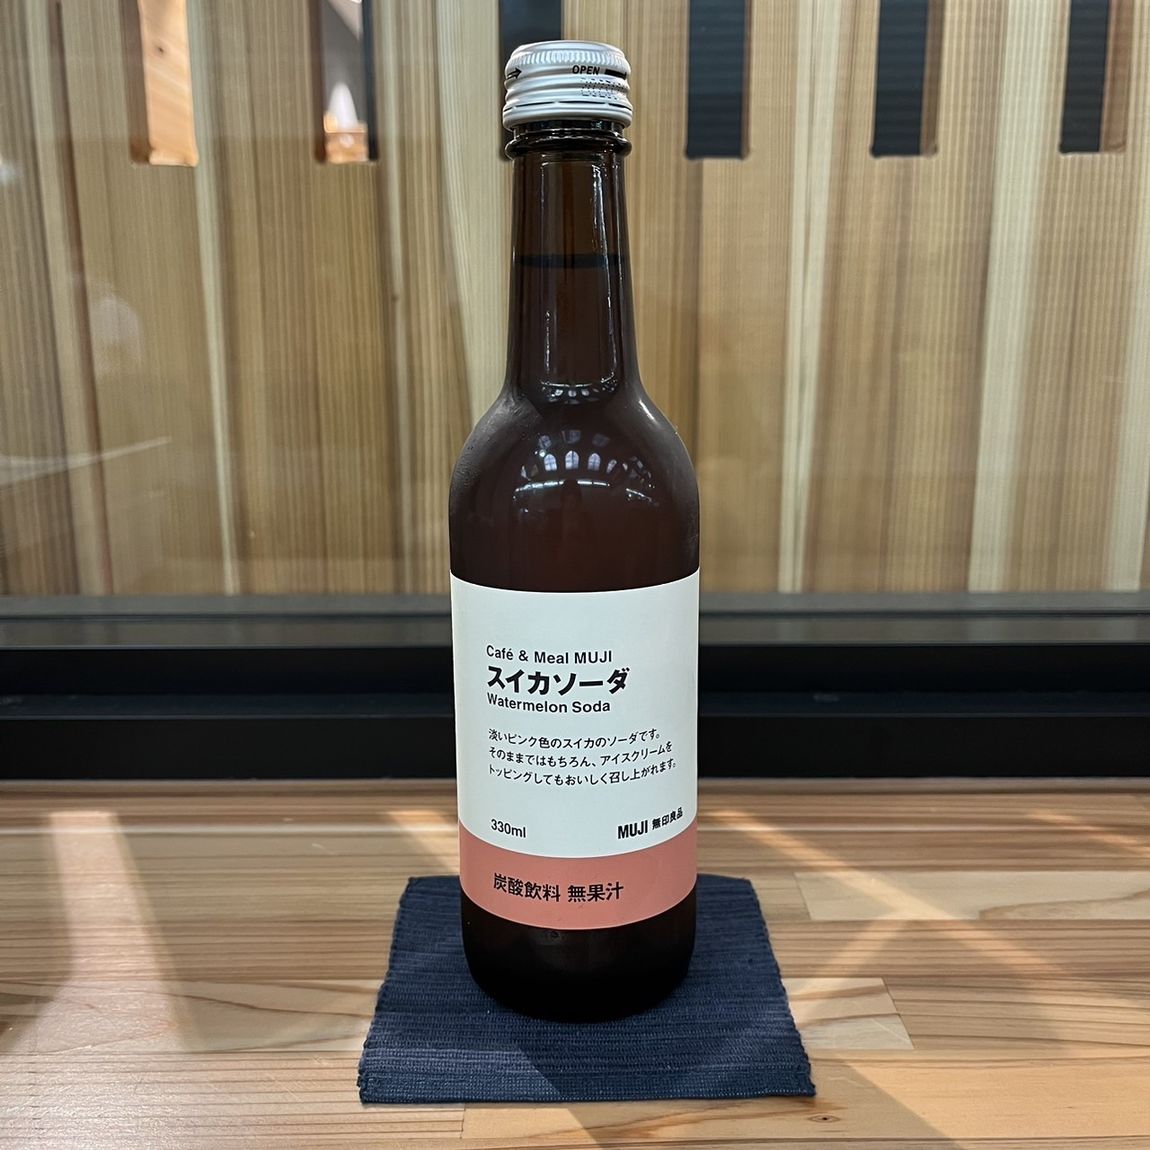 OPEN
Café & Meal MUJI
スイカソーダ
Watermelon Soda
淡いピンク色のスイカのソーダです。
そのままではもちろん、アイスクリームを
トッピングしてもおいしく召し上がれます。
330ml
MUJI 無印良品
炭酸飲料 無果汁